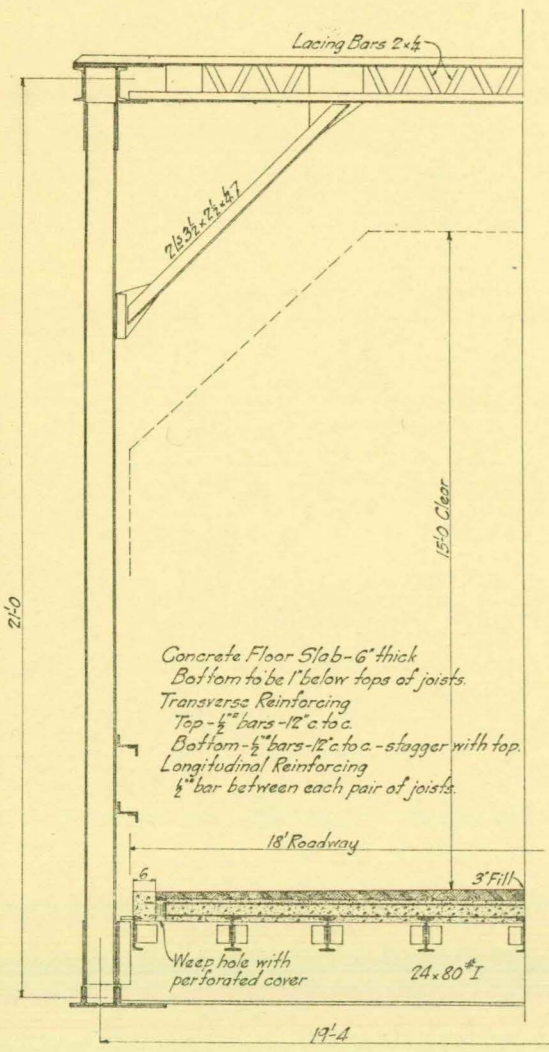 Lacing Bars 2×¼
2 Ls 3½×2½×¼
21'-0
15'-0 Clear
Concrete Floor Slab - 6" thick
Bottom to be 1" below tops of joists.
Transverse Reinforcing
Top - ½"⌀ bars - 12" c. to c.
Bottom - ½"⌀ bars - 12" c. to c. - stagger with top.
Longitudinal Reinforcing
½"⌀ bar between each pair of joists.
18' Roadway
6
3" Fill
Weep hole with
perforated cover
24×80# I
19'-4